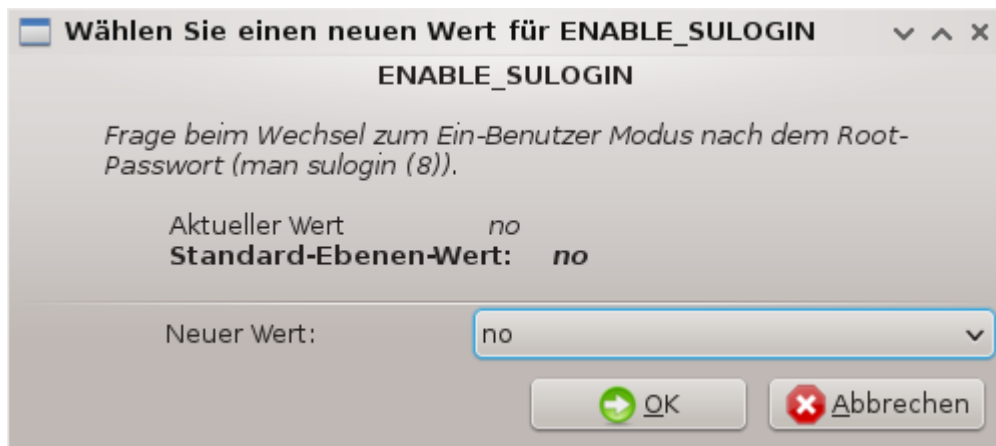 Wählen Sie einen neuen Wert für ENABLE_SULOGIN
ENABLE_SULOGIN
Frage beim Wechsel zum Ein-Benutzer Modus nach dem Root-
Passwort (man sulogin (8)).
Aktueller Wert no
Standard-Ebenen-Wert: no
Neuer Wert: no
OK Abbrechen